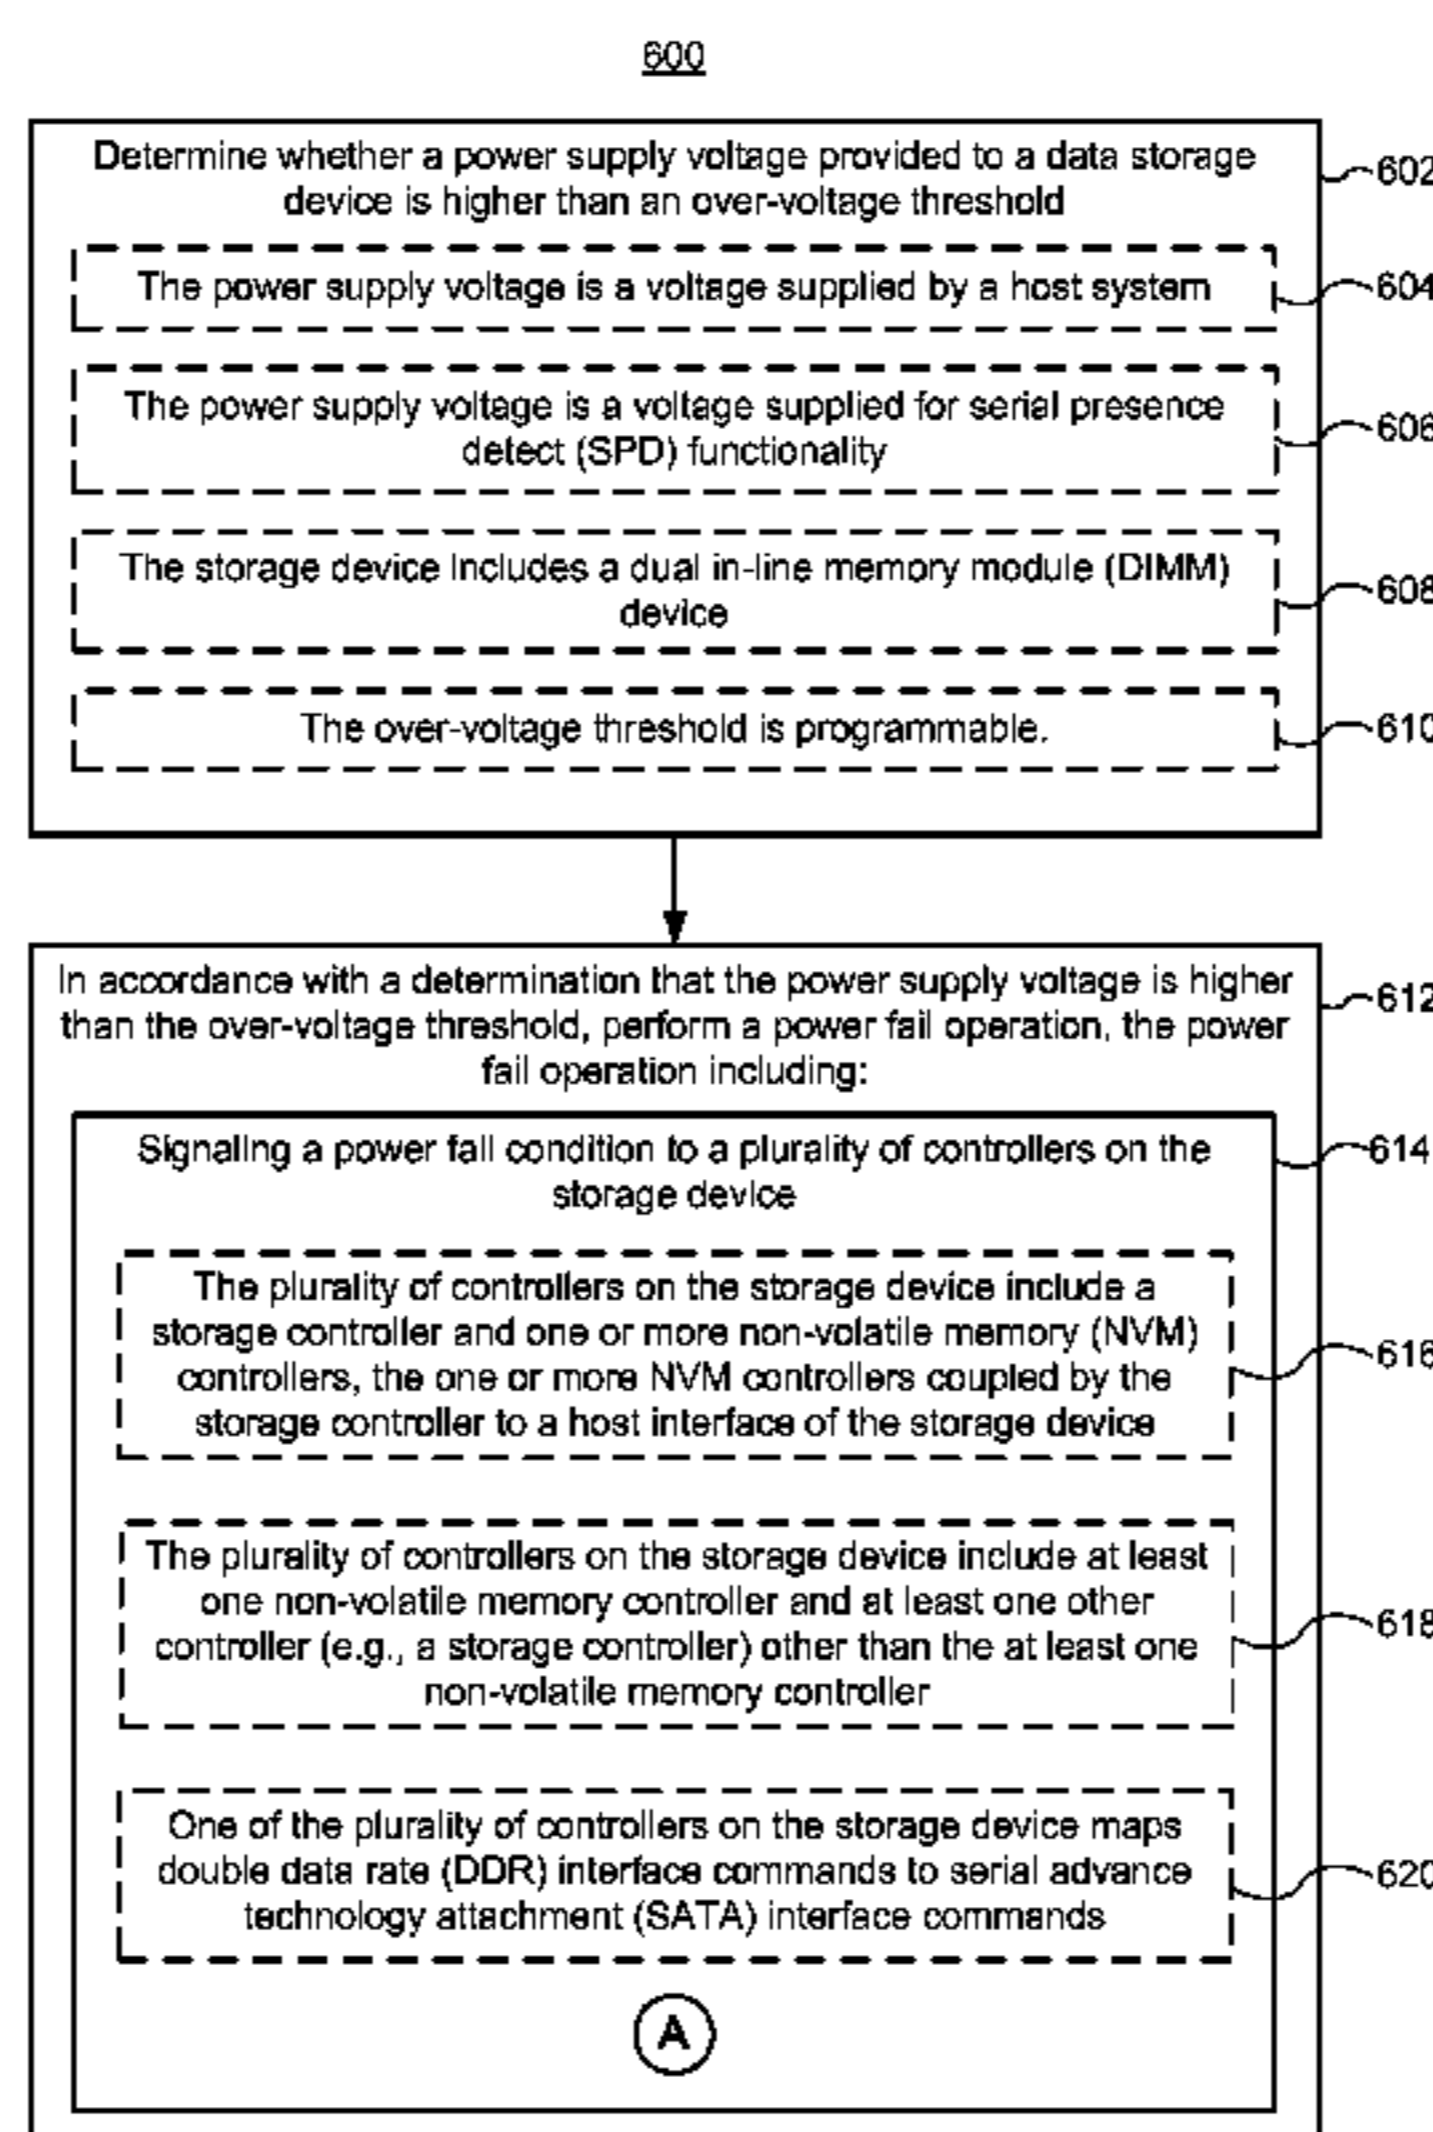 600
Determine whether a power supply voltage provided to a data storage
device is higher than an over-voltage threshold
602
The power supply voltage is a voltage supplied by a host system
604
The power supply voltage is a voltage supplied for serial presence
detect (SPD) functionality
606
The storage device Includes a dual in-line memory module (DIMM)
device
608
The over-voltage threshold is programmable.
610
In accordance with a determination that the power supply voltage is higher
than the over-voltage threshold, perform a power fail operation, the power
fail operation including:
612
Signaling a power fail condition to a plurality of controllers on the
storage device
614
The plurality of controllers on the storage device include a
storage controller and one or more non-volatile memory (NVM)
controllers, the one or more NVM controllers coupled by the
storage controller to a host interface of the storage device
616
The plurality of controllers on the storage device include at least
one non-volatile memory controller and at least one other
controller (e.g., a storage controller) other than the at least one
non-volatile memory controller
618
One of the plurality of controllers on the storage device maps
double data rate (DDR) interface commands to serial advance
technology attachment (SATA) interface commands
620
A